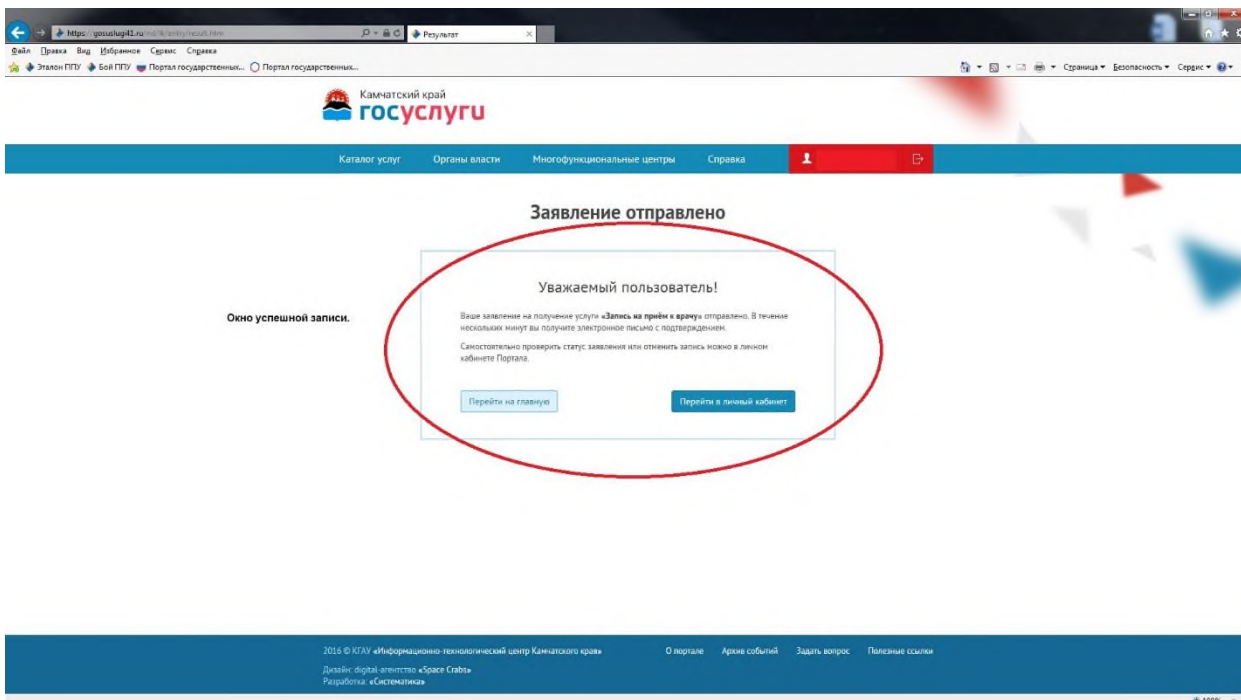 https://gosuslugi41.ru
Результат
Файл Правка Вид Избранное Сервис Справка
Эталон ППУ Бой ППУ Портал государственных... Портал государственных...
Страница Безопасность Сервис
Камчатский край
госуслуги
Каталог услуг Органы власти Многофункциональные центры Справка
Заявление отправлено
Уважаемый пользователь!
Окно успешной записи.
Ваше заявление на получение услуги «Запись на приём к врачу» отправлено. В течение
нескольких минут вы получите электронное письмо с подтверждением.
Самостоятельно проверить статус заявления или отменить запись можно в личном
кабинете Портала.
Перейти на главную Перейти в личный кабинет
2016 © КГАУ «Информационно-технологический центр Камчатского края» О портале Архив событий Задать вопрос Полезные ссылки
Дизайн: digital-агентство «Space Crabs»
Разработка: «Систематика»
100%